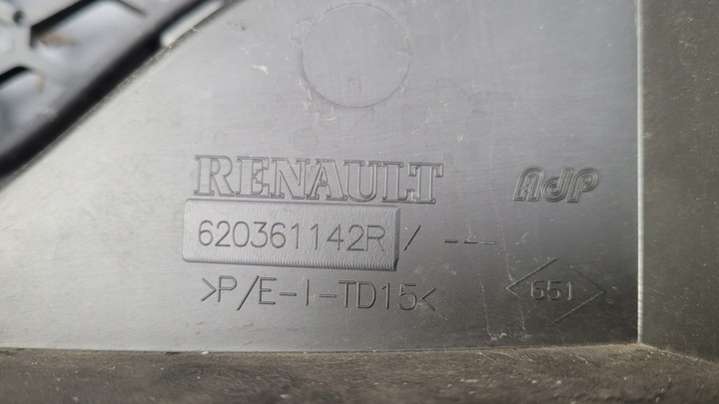 RENAULT AdP
620361142R / ---
>P/E-I-TD15<
651